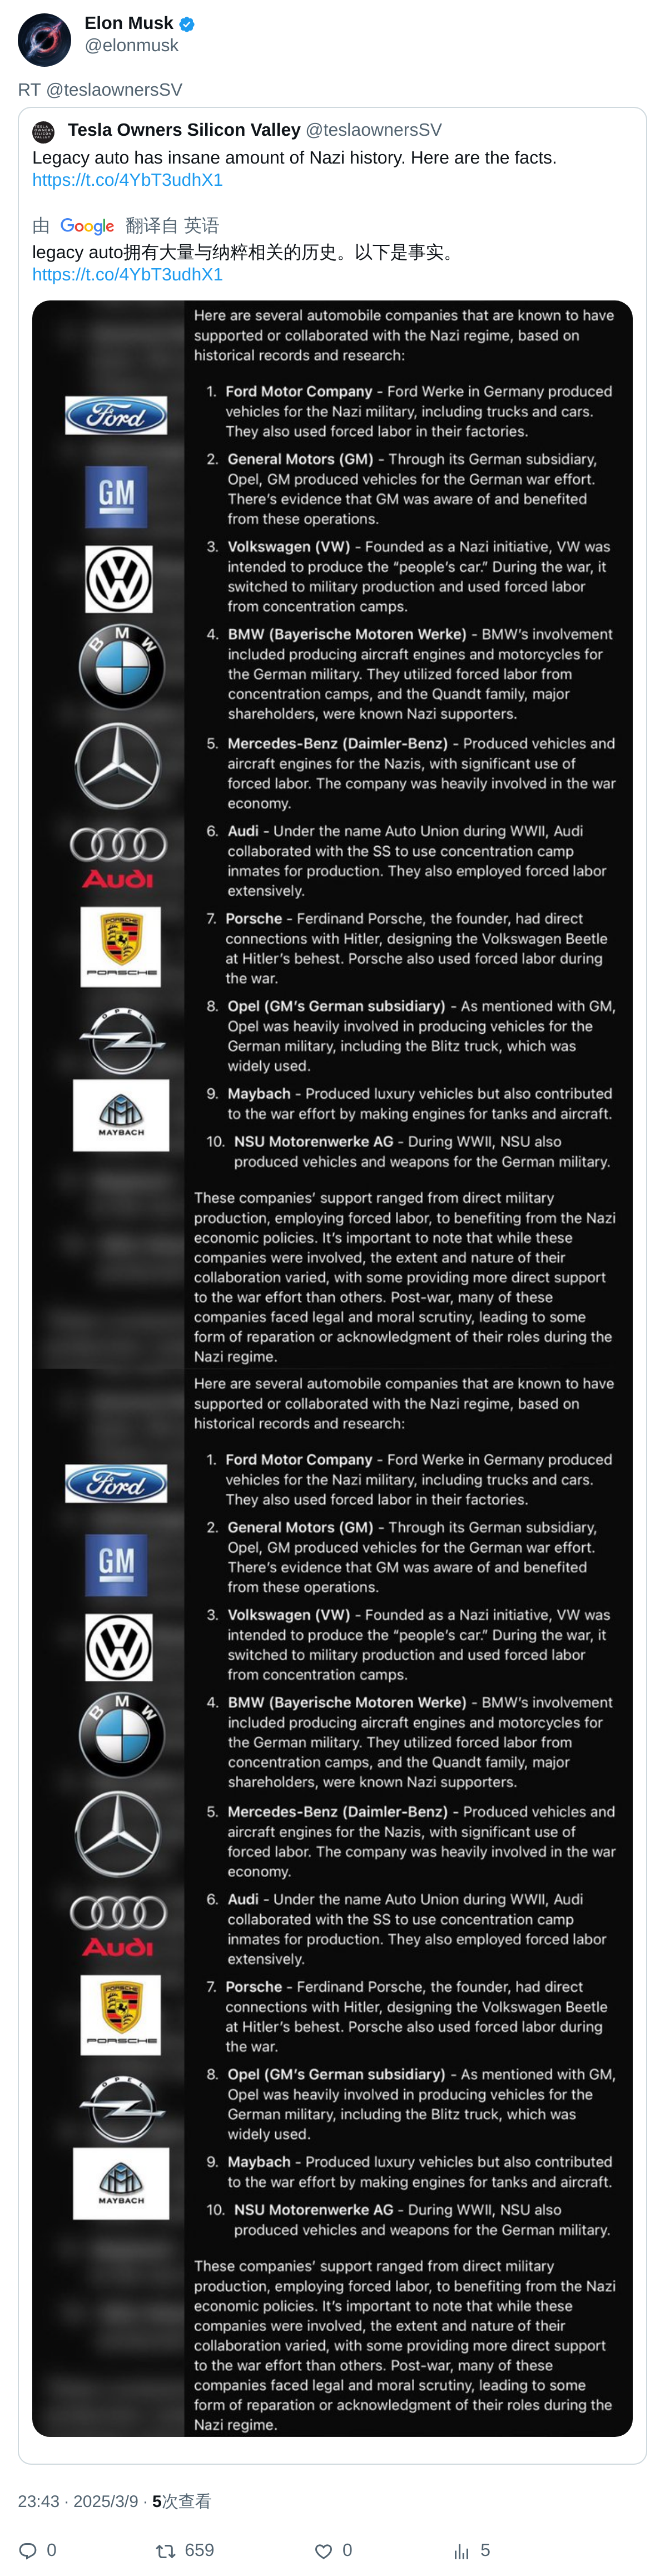 Elon Musk
@elonmusk
RT @teslaownersSV
Tesla Owners Silicon Valley @teslaownersSV
Legacy auto has insane amount of Nazi history. Here are the facts.
https://t.co/4YbT3udhX1
由 Google 翻译自 英语
legacy auto拥有大量与纳粹相关的历史。以下是事实。
https://t.co/4YbT3udhX1
Here are several automobile companies that are known to have
supported or collaborated with the Nazi regime, based on
historical records and research:
Ford
1. Ford Motor Company - Ford Werke in Germany produced
vehicles for the Nazi military, including trucks and cars.
They also used forced labor in their factories.
GM
2. General Motors (GM) - Through its German subsidiary,
Opel, GM produced vehicles for the German war effort.
There's evidence that GM was aware of and benefited
from these operations.
3. Volkswagen (VW) - Founded as a Nazi initiative, VW was
intended to produce the “people's car.” During the war, it
switched to military production and used forced labor
from concentration camps.
BMW
4. BMW (Bayerische Motoren Werke) - BMW's involvement
included producing aircraft engines and motorcycles for
the German military. They utilized forced labor from
concentration camps, and the Quandt family, major
shareholders, were known Nazi supporters.
5. Mercedes-Benz (Daimler-Benz) - Produced vehicles and
aircraft engines for the Nazis, with significant use of
forced labor. The company was heavily involved in the war
economy.
Audi
6. Audi - Under the name Auto Union during WWII, Audi
collaborated with the SS to use concentration camp
inmates for production. They also employed forced labor
extensively.
PORSCHE
7. Porsche - Ferdinand Porsche, the founder, had direct
connections with Hitler, designing the Volkswagen Beetle
at Hitler's behest. Porsche also used forced labor during
the war.
OPEL
8. Opel (GM's German subsidiary) - As mentioned with GM,
Opel was heavily involved in producing vehicles for the
German military, including the Blitz truck, which was
widely used.
MAYBACH
9. Maybach - Produced luxury vehicles but also contributed
to the war effort by making engines for tanks and aircraft.
10. NSU Motorenwerke AG - During WWII, NSU also
produced vehicles and weapons for the German military.
These companies' support ranged from direct military
production, employing forced labor, to benefiting from the Nazi
economic policies. It's important to note that while these
companies were involved, the extent and nature of their
collaboration varied, with some providing more direct support
to the war effort than others. Post-war, many of these
companies faced legal and moral scrutiny, leading to some
form of reparation or acknowledgment of their roles during the
Nazi regime.
Here are several automobile companies that are known to have
supported or collaborated with the Nazi regime, based on
historical records and research:
Ford
1. Ford Motor Company - Ford Werke in Germany produced
vehicles for the Nazi military, including trucks and cars.
They also used forced labor in their factories.
GM
2. General Motors (GM) - Through its German subsidiary,
Opel, GM produced vehicles for the German war effort.
There's evidence that GM was aware of and benefited
from these operations.
3. Volkswagen (VW) - Founded as a Nazi initiative, VW was
intended to produce the “people's car.” During the war, it
switched to military production and used forced labor
from concentration camps.
BMW
4. BMW (Bayerische Motoren Werke) - BMW's involvement
included producing aircraft engines and motorcycles for
the German military. They utilized forced labor from
concentration camps, and the Quandt family, major
shareholders, were known Nazi supporters.
5. Mercedes-Benz (Daimler-Benz) - Produced vehicles and
aircraft engines for the Nazis, with significant use of
forced labor. The company was heavily involved in the war
economy.
Audi
6. Audi - Under the name Auto Union during WWII, Audi
collaborated with the SS to use concentration camp
inmates for production. They also employed forced labor
extensively.
PORSCHE
7. Porsche - Ferdinand Porsche, the founder, had direct
connections with Hitler, designing the Volkswagen Beetle
at Hitler's behest. Porsche also used forced labor during
the war.
OPEL
8. Opel (GM's German subsidiary) - As mentioned with GM,
Opel was heavily involved in producing vehicles for the
German military, including the Blitz truck, which was
widely used.
MAYBACH
9. Maybach - Produced luxury vehicles but also contributed
to the war effort by making engines for tanks and aircraft.
10. NSU Motorenwerke AG - During WWII, NSU also
produced vehicles and weapons for the German military.
These companies' support ranged from direct military
production, employing forced labor, to benefiting from the Nazi
economic policies. It's important to note that while these
companies were involved, the extent and nature of their
collaboration varied, with some providing more direct support
to the war effort than others. Post-war, many of these
companies faced legal and moral scrutiny, leading to some
form of reparation or acknowledgment of their roles during the
Nazi regime.
23:43 · 2025/3/9 · 5次查看
0 659 0 5